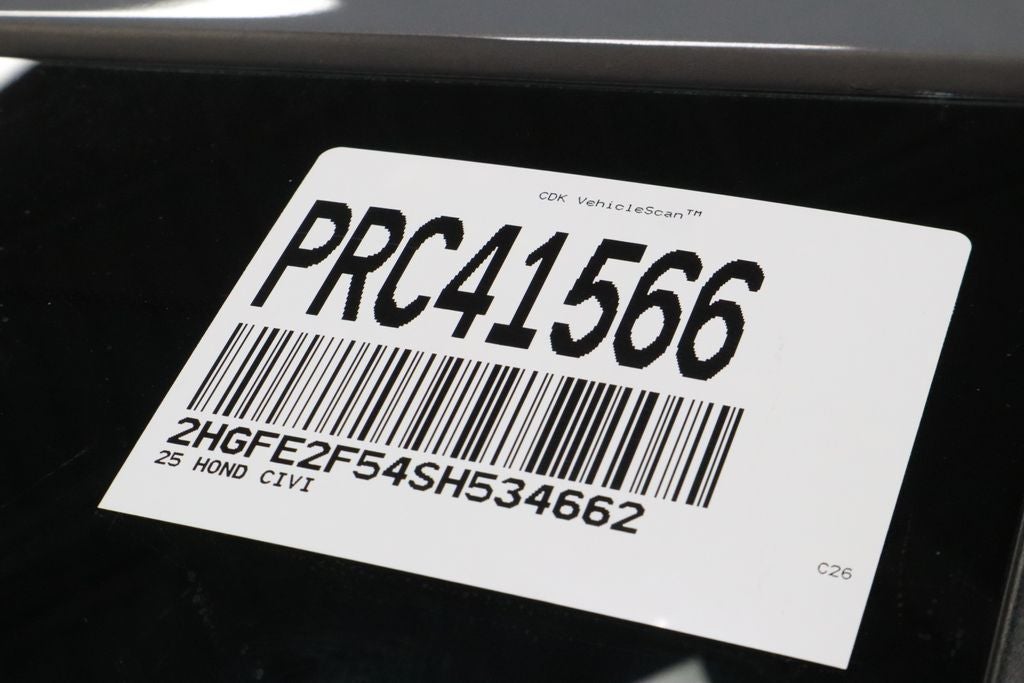 CDK VehicleScan™
PRC41566
2HGFE2F54SH534662
25 HOND CIVI
C26